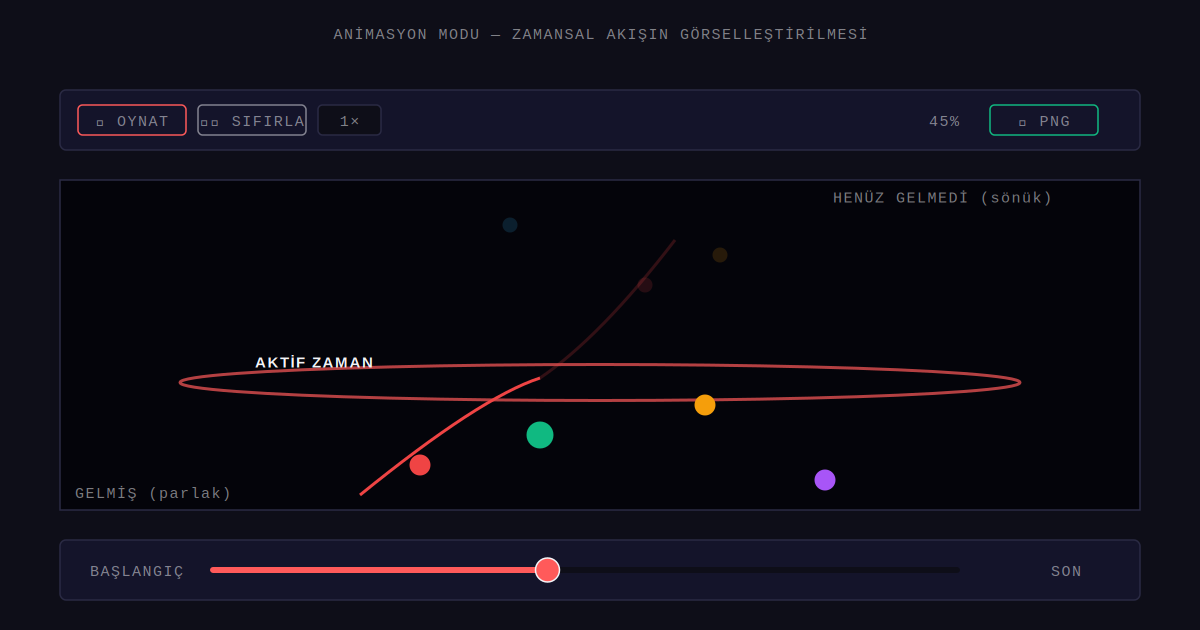 ANİMASYON MODU — ZAMANSAL AKIŞIN GÖRSELLEŞTİRİLMESİ
OYNAT
SIFIRLA
1×
45%
PNG
HENÜZ GELMEDİ (sönük)
AKTİF ZAMAN
GELMİŞ (parlak)
BAŞLANGIÇ
SON